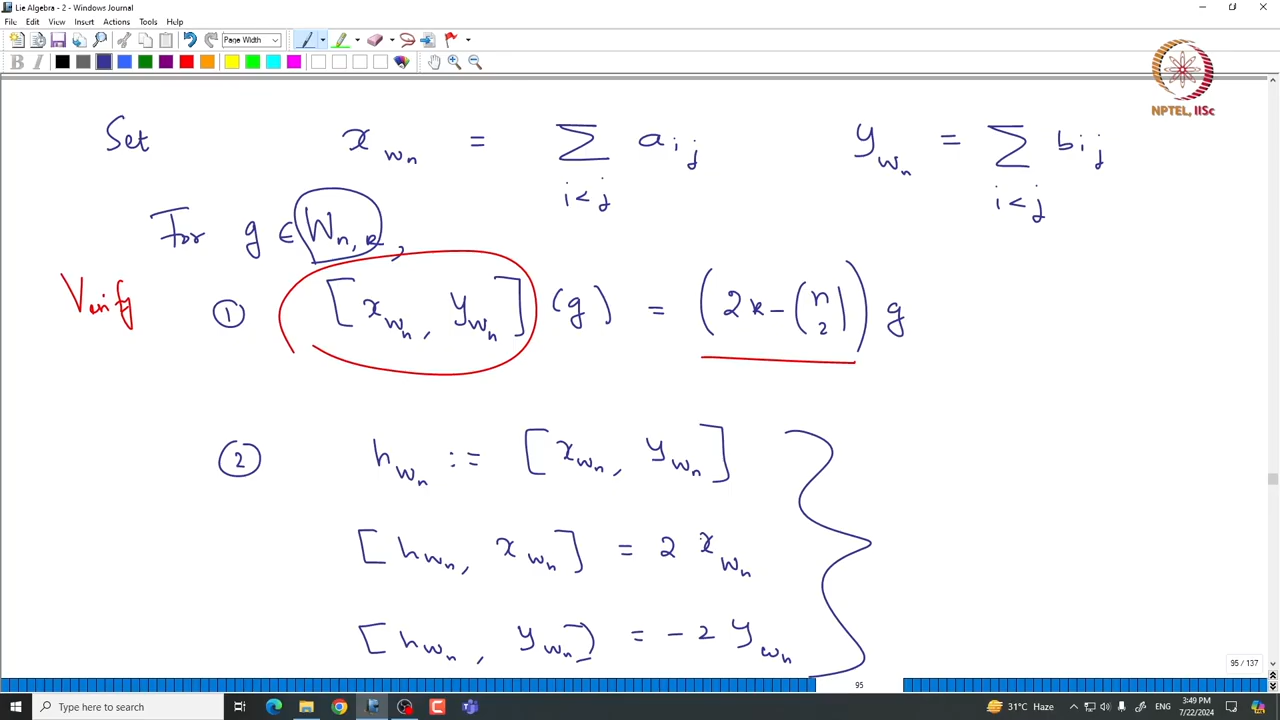 Lie Algebra - 2 - Windows Journal
File Edit View Insert Actions Tools Help
Page Width
B I
NPTEL, IISc
Set x_{w_n} = \sum_{i<j} a_{ij} y_{w_n} = \sum_{i<j} b_{ij}
For g ∈ W_{n,k},
Verify ① [x_{w_n}, y_{w_n}] (g) = (2k - \binom{n}{2}) g
② h_{w_n} := [x_{w_n}, y_{w_n}]
[h_{w_n}, x_{w_n}] = 2 x_{w_n}
[h_{w_n}, y_{w_n}] = -2 y_{w_n}
95 / 137
95
Type here to search
31°C Haze
3:49 PM
7/22/2024